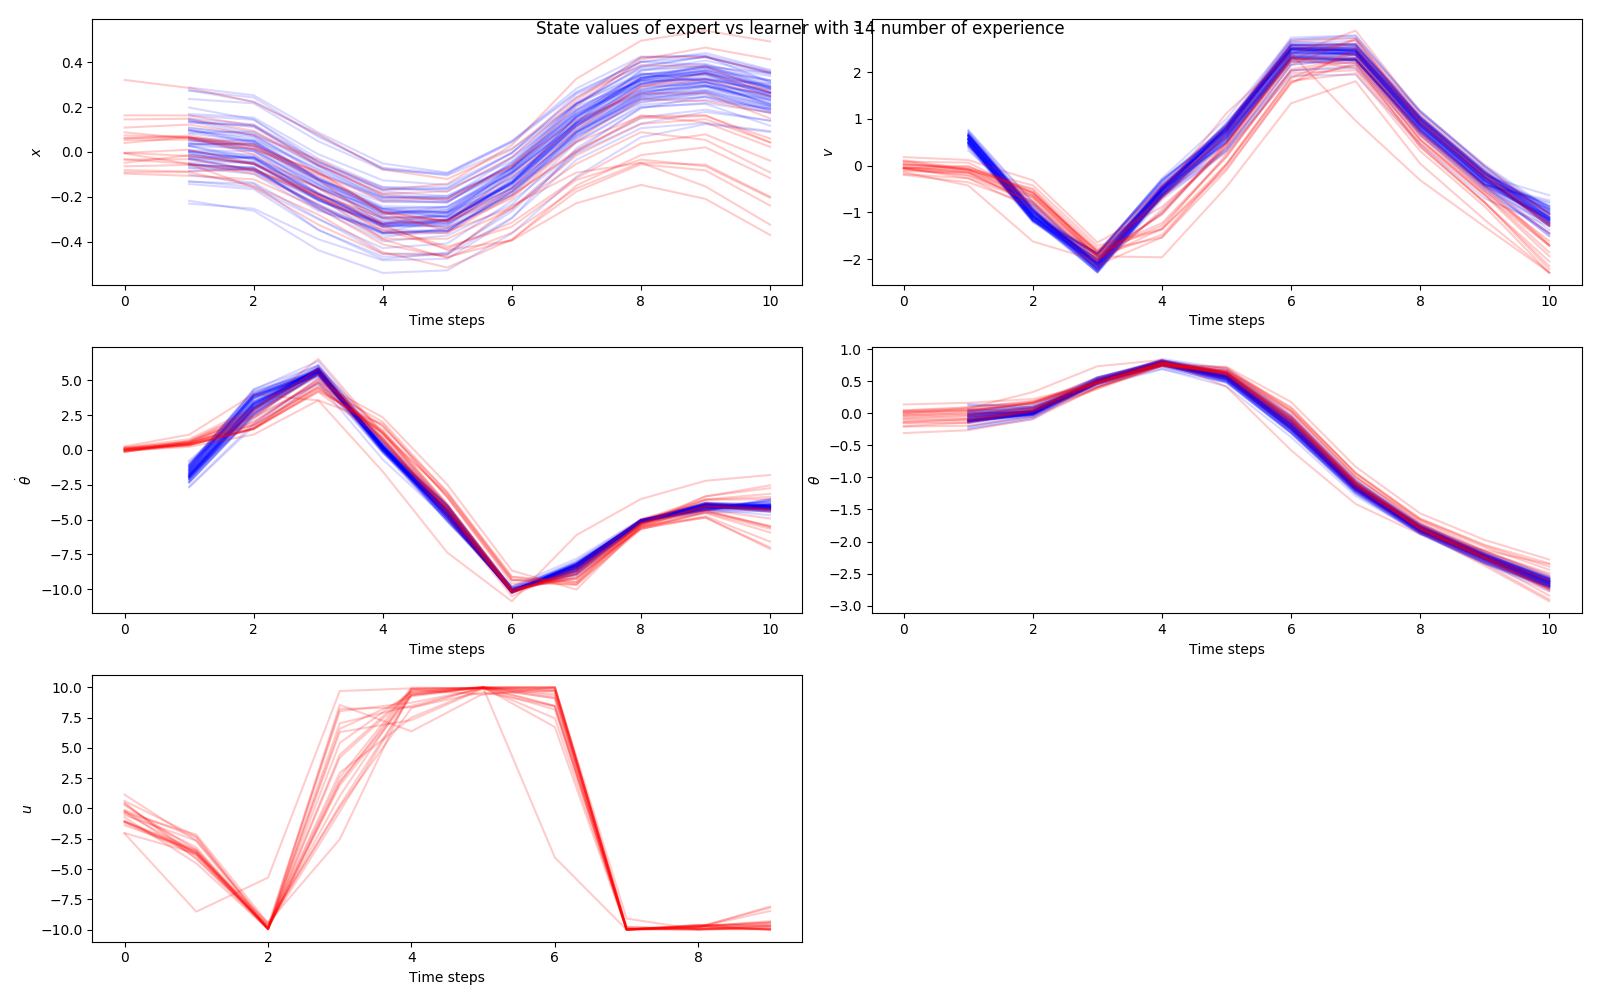 State values of expert vs learner with 14 number of experience
0.4
0.2
0.0
−0.2
−0.4
x
0 2 4 6 8 10
Time steps
3
2
1
0
−1
−2
v
0 2 4 6 8 10
Time steps
5.0
2.5
0.0
−2.5
−5.0
−7.5
−10.0
θ̇
0 2 4 6 8 10
Time steps
1.0
0.5
0.0
−0.5
−1.0
−1.5
−2.0
−2.5
−3.0
θ
0 2 4 6 8 10
Time steps
10.0
7.5
5.0
2.5
0.0
−2.5
−5.0
−7.5
−10.0
u
0 2 4 6 8
Time steps